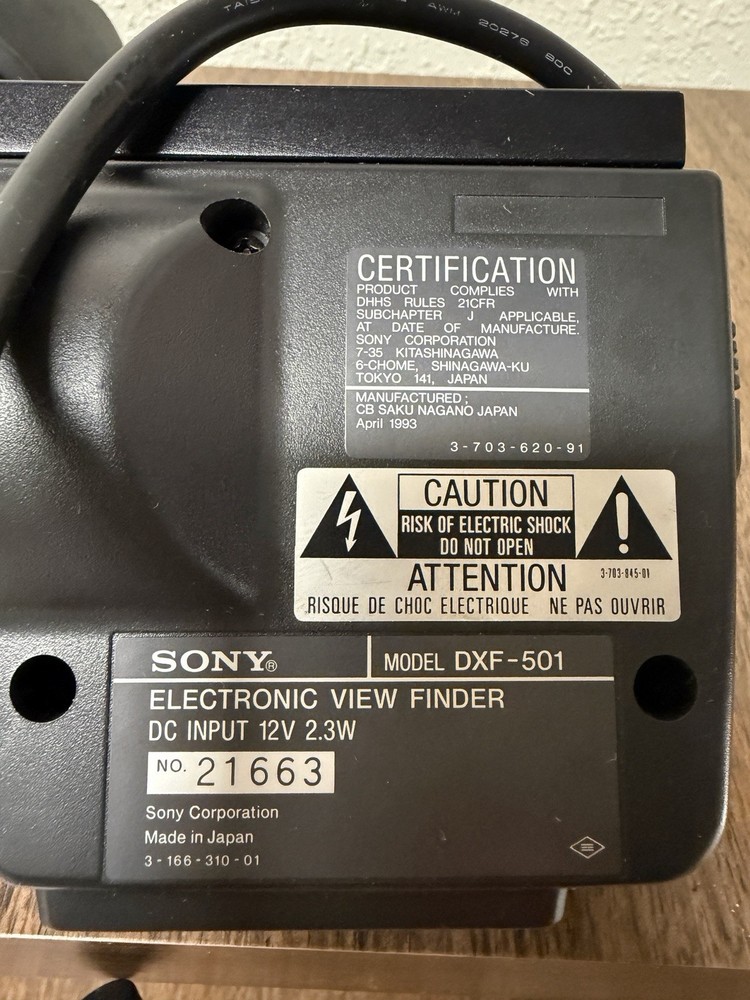 TAIS
AWM 20276 80C
CERTIFICATION
PRODUCT COMPLIES WITH
DHHS RULES 21CFR
SUBCHAPTER J APPLICABLE,
AT DATE OF MANUFACTURE.
SONY CORPORATION
7-35 KITASHINAGAWA
6-CHOME, SHINAGAWA-KU
TOKYO 141, JAPAN
MANUFACTURED;
CB SAKU NAGANO JAPAN
April 1993
3-703-620-91
CAUTION
RISK OF ELECTRIC SHOCK
DO NOT OPEN
ATTENTION 3-703-845-01
RISQUE DE CHOC ELECTRIQUE NE PAS OUVRIR
SONY® MODEL DXF-501
ELECTRONIC VIEW FINDER
DC INPUT 12V 2.3W
NO. 21663
Sony Corporation
Made in Japan
3-166-310-01